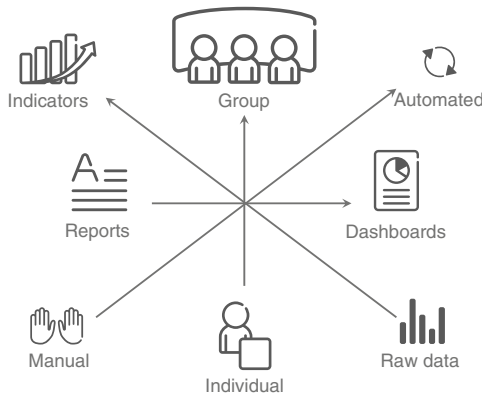 Indicators
Group
Automated
Reports
Dashboards
Manual
Individual
Raw data